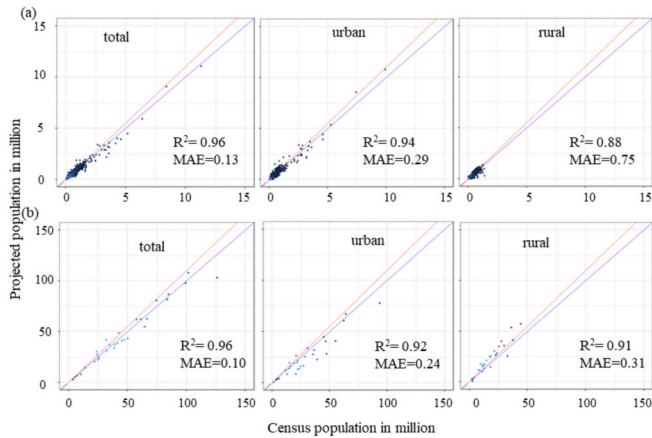 (a)
total
urban
rural
15
10
5
0
R²= 0.96
MAE=0.13
R²= 0.94
MAE=0.29
R²= 0.88
MAE=0.75
0 5 10 15 0 5 10 15 0 5 10 15
Projected population in million
(b)
total
urban
rural
150
100
50
0
R²= 0.96
MAE=0.10
R²= 0.92
MAE=0.24
R²= 0.91
MAE=0.31
0 50 100 150 0 50 100 150 0 50 100 150
Census population in million